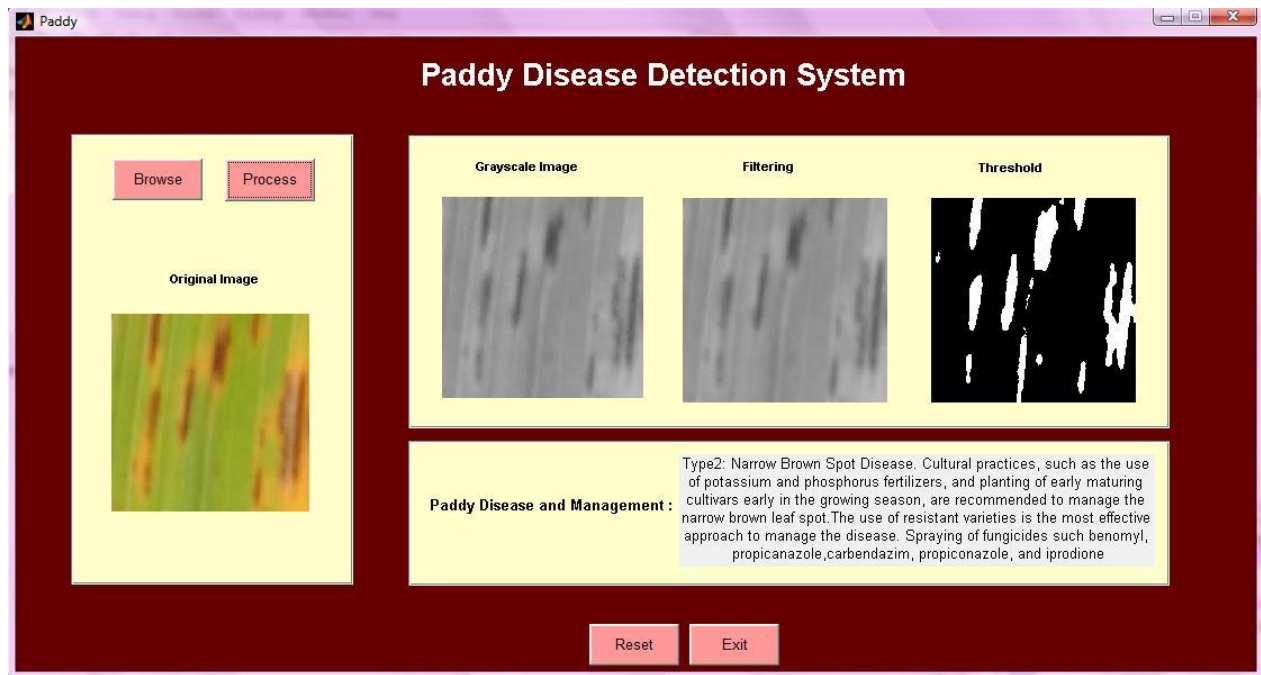 Paddy
Paddy Disease Detection System
Browse
Process
Original Image
Grayscale Image
Filtering
Threshold
Paddy Disease and Management :
Type2: Narrow Brown Spot Disease. Cultural practices, such as the use
of potassium and phosphorus fertilizers, and planting of early maturing
cultivars early in the growing season, are recommended to manage the
narrow brown leaf spot.The use of resistant varieties is the most effective
approach to manage the disease. Spraying of fungicides such benomyl,
propicanazole,carbendazim, propiconazole, and iprodione
Reset
Exit